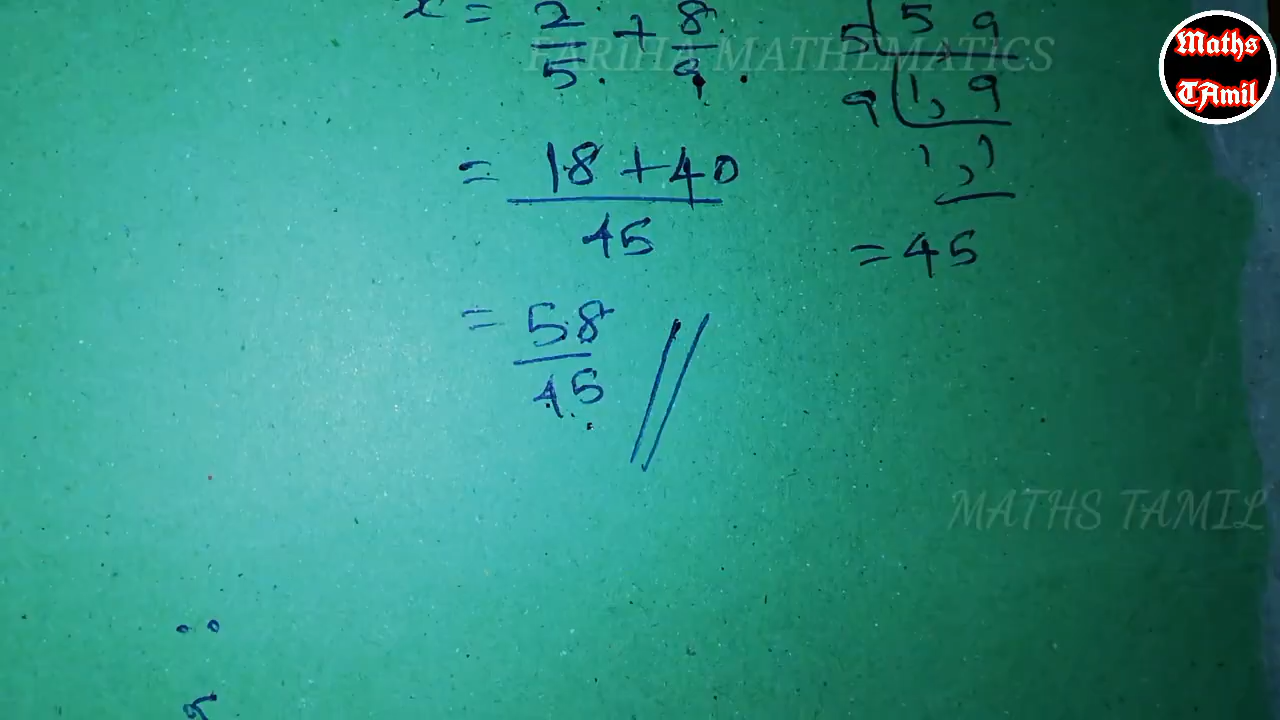 x = 2/5 + 8/9
FARIHA MATHEMATICS
= 18 + 40
45
= 58
45
5 | 5, 9
9 | 1, 9
1, 1
= 45
Maths
TAmil
MATHS TAMIL